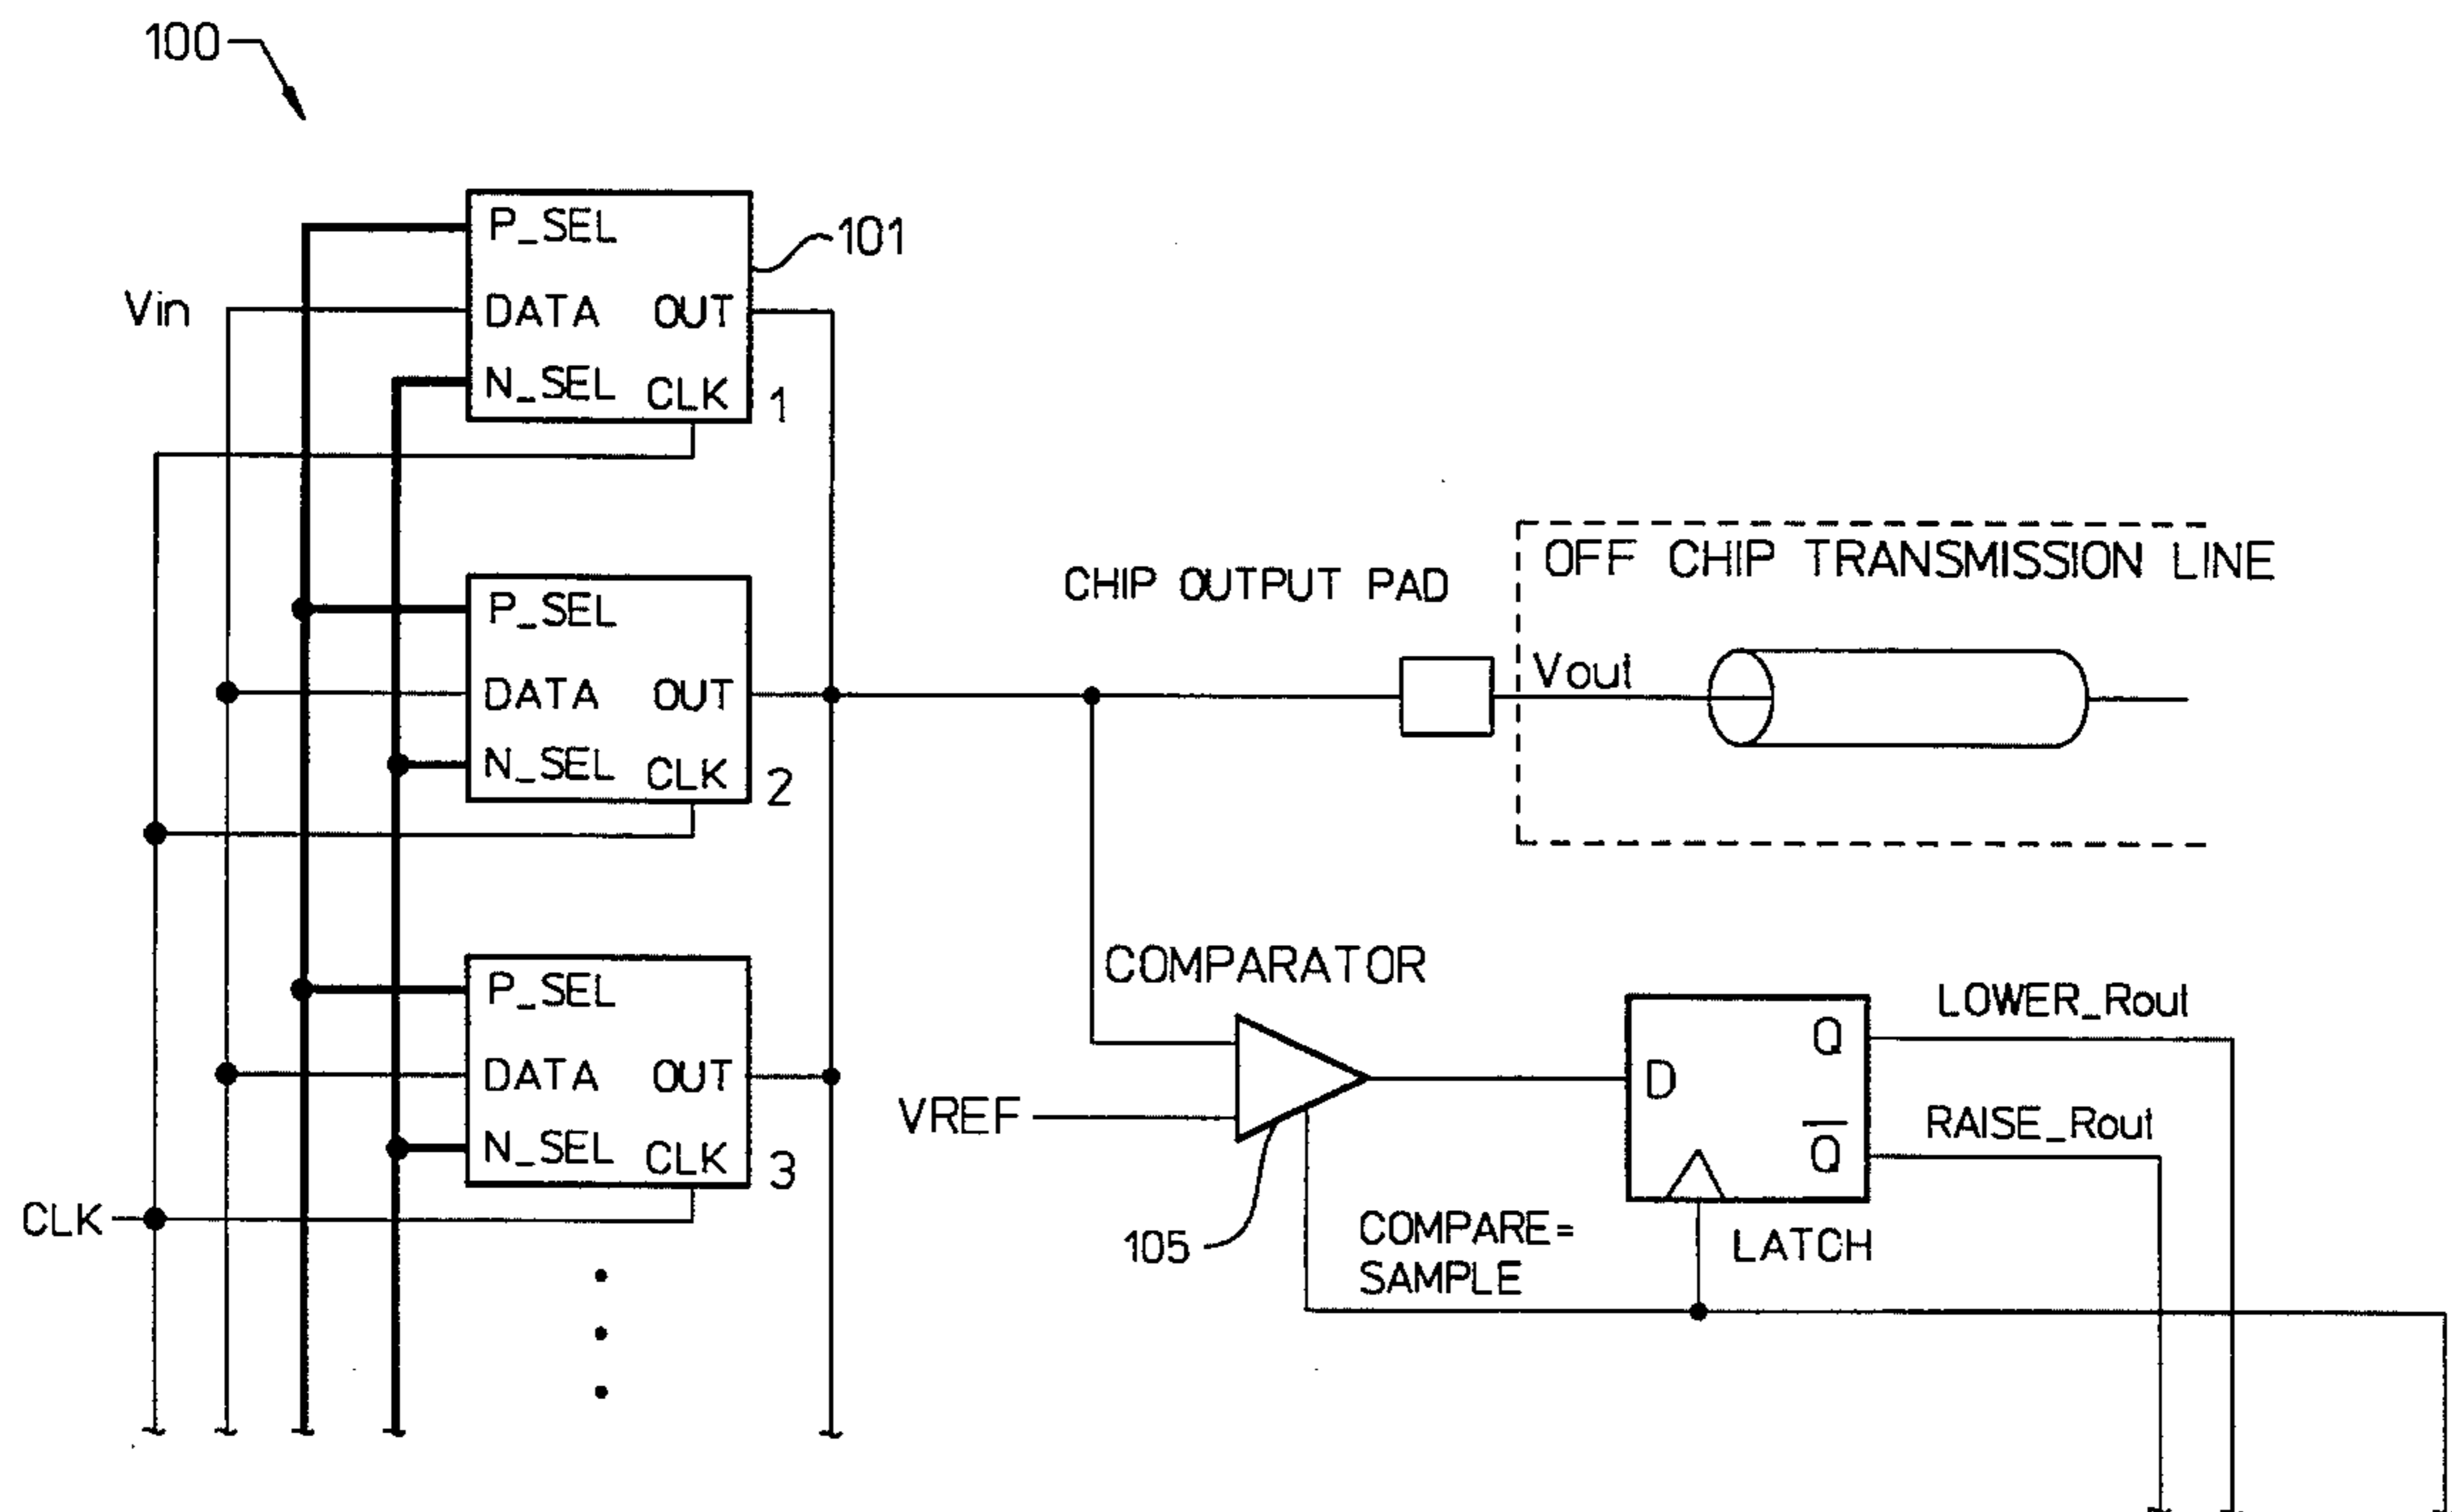 100
P_SEL
101
Vin
DATA OUT
N_SEL CLK
1
P_SEL
DATA OUT
N_SEL CLK
2
CHIP OUTPUT PAD
OFF CHIP TRANSMISSION LINE
Vout
P_SEL
DATA OUT
N_SEL CLK
3
CLK
COMPARATOR
VREF
105
COMPARE=
SAMPLE
D
Q
Q̅
LATCH
LOWER_Rout
RAISE_Rout